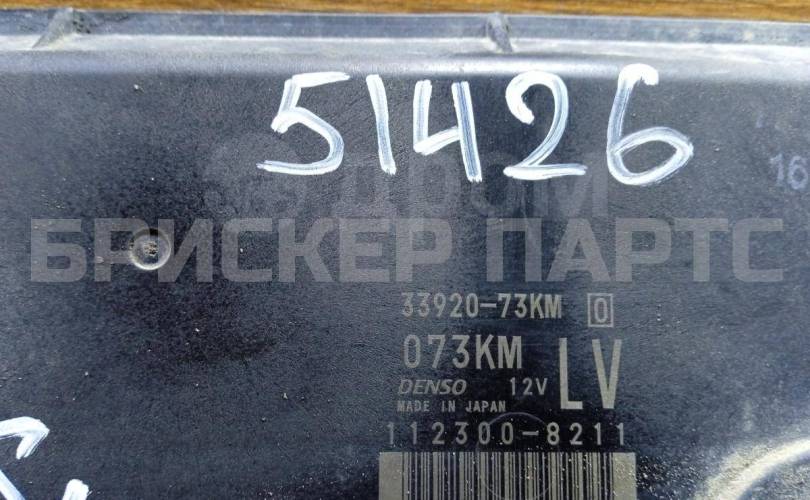 51426
16
Дром
БРИСКЕР ПАРТС
33920-73KM 0
073KM LV
DENSO 12V
MADE IN JAPAN
112300-8211